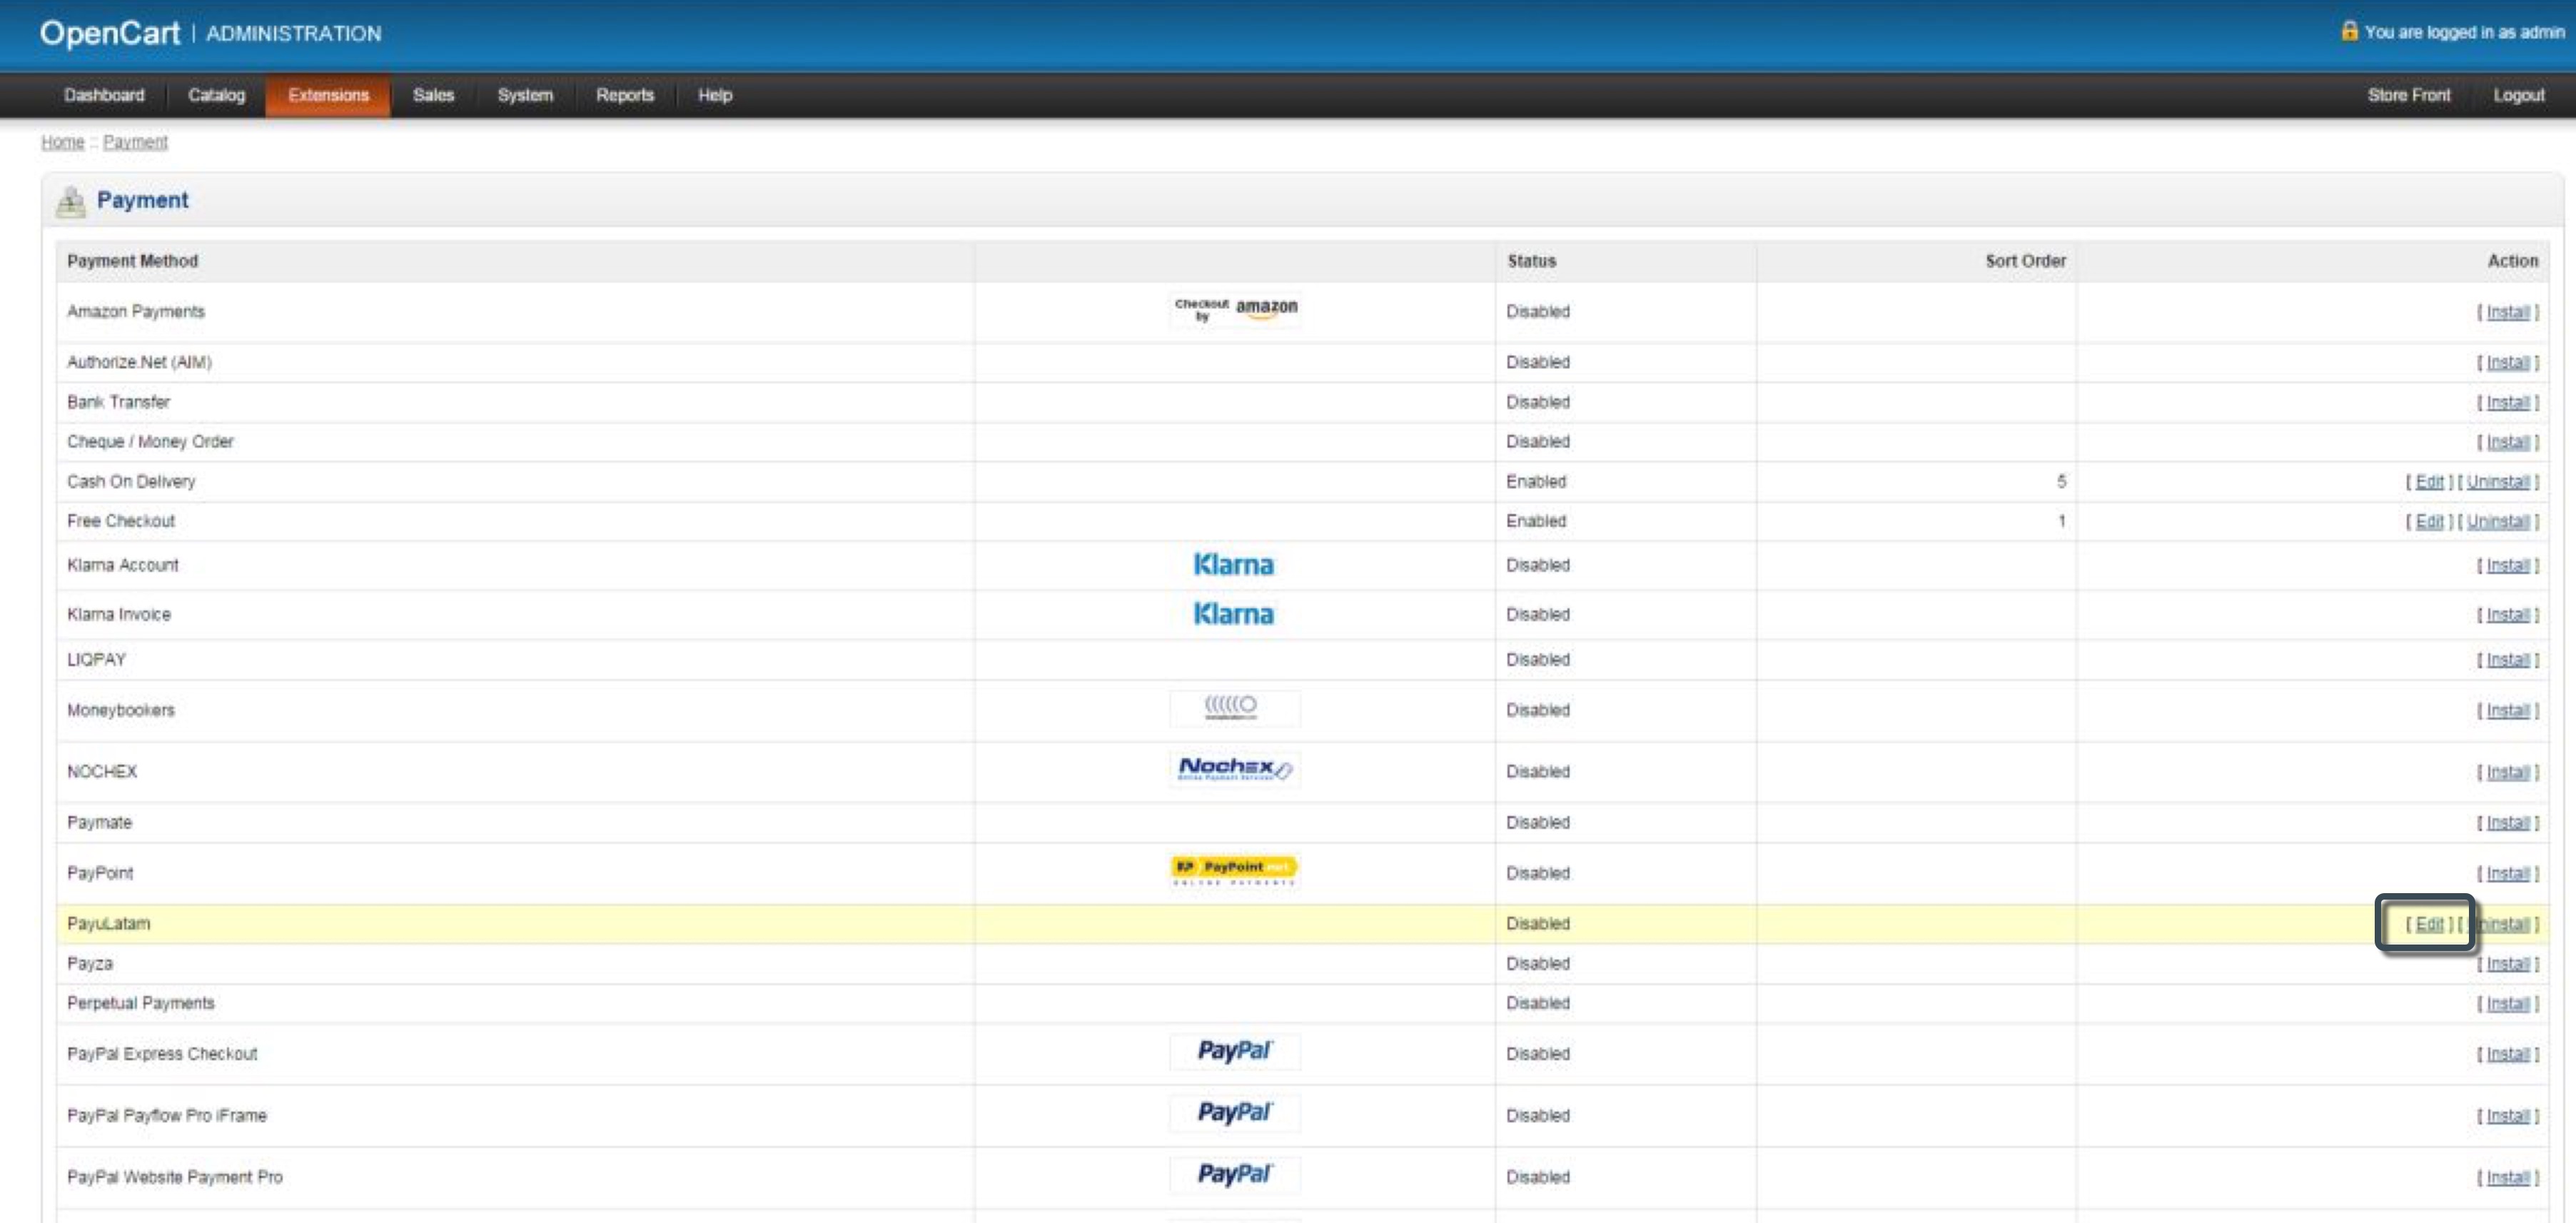 OpenCart | ADMINISTRATION
You are logged in as admin
Dashboard Catalog Extensions Sales System Reports Help Store Front Logout
Home :: Payment
Payment
Payment Method Status Sort Order Action
Amazon Payments Checkout by amazon Disabled [ Install ]
Authorize.Net (AIM) Disabled [ Install ]
Bank Transfer Disabled [ Install ]
Cheque / Money Order Disabled [ Install ]
Cash On Delivery Enabled 5 [ Edit ] [ Uninstall ]
Free Checkout Enabled 1 [ Edit ] [ Uninstall ]
Klarna Account Klarna Disabled [ Install ]
Klarna Invoice Klarna Disabled [ Install ]
LIQPAY Disabled [ Install ]
Moneybookers Disabled [ Install ]
NOCHEX Nochex Disabled [ Install ]
Paymate Disabled [ Install ]
PayPoint PayPoint.net ONLINE PAYMENTS Disabled [ Install ]
PayuLatam Disabled [ Edit ] [ Uninstall ]
Payza Disabled [ Install ]
Perpetual Payments Disabled [ Install ]
PayPal Express Checkout PayPal Disabled [ Install ]
PayPal Payflow Pro iFrame PayPal Disabled [ Install ]
PayPal Website Payment Pro PayPal Disabled [ Install ]